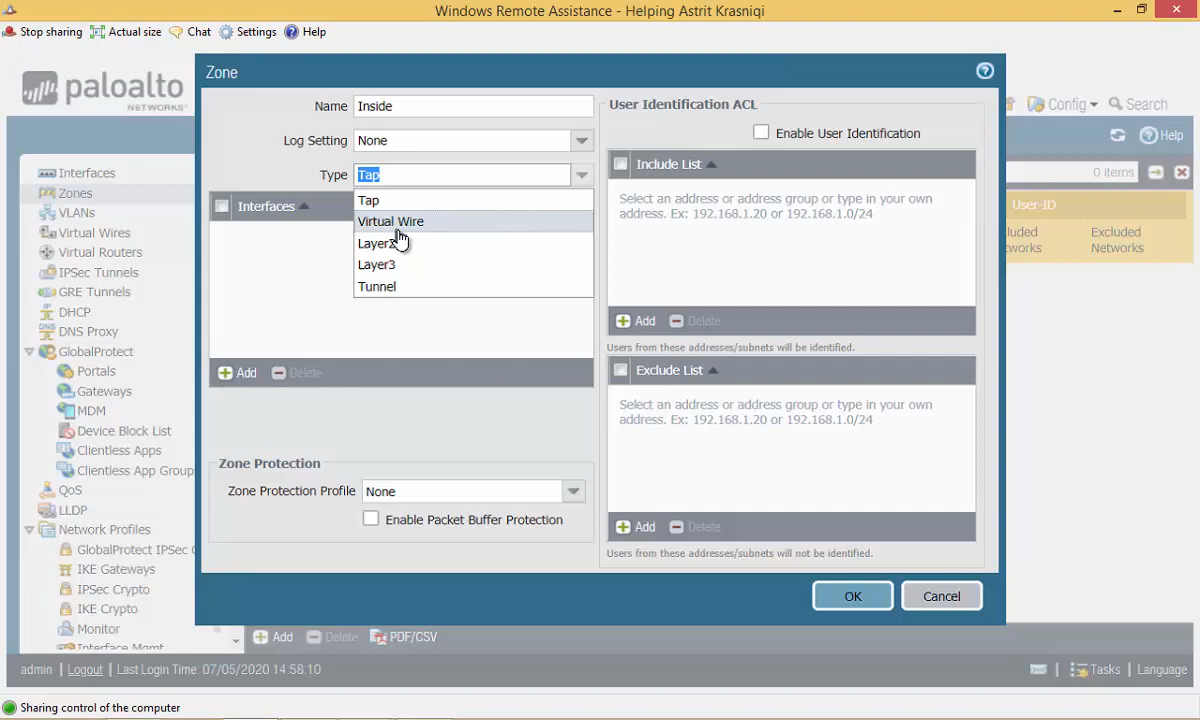 Windows Remote Assistance - Helping Astrit Krasniqi
Stop sharing Actual size Chat Settings Help
paloalto
NETWORKS
Config Search
Help
0 items
Interfaces
Zones
VLANs
Virtual Wires
Virtual Routers
IPSec Tunnels
GRE Tunnels
DHCP
DNS Proxy
GlobalProtect
Portals
Gateways
MDM
Device Block List
Clientless Apps
Clientless App Group
QoS
LLDP
Network Profiles
GlobalProtect IPSec
IKE Gateways
IPSec Crypto
IKE Crypto
Monitor
Interface Mgmt
Zone
Name Inside
Log Setting None
Type Tap
Interfaces
Tap
Virtual Wire
Layer2
Layer3
Tunnel
Add Delete
Zone Protection
Zone Protection Profile None
Enable Packet Buffer Protection
User Identification ACL
Enable User Identification
Include List
Select an address or address group or type in your own
address. Ex: 192.168.1.20 or 192.168.1.0/24
Add Delete
Users from these addresses/subnets will be identified.
Exclude List
Select an address or address group or type in your own
address. Ex: 192.168.1.20 or 192.168.1.0/24
Add Delete
Users from these addresses/subnets will not be identified.
OK Cancel
User-ID
Excluded
Networks
Add Delete PDF/CSV
admin | Logout | Last Login Time: 07/05/2020 14:58:10
Tasks | Language
Sharing control of the computer